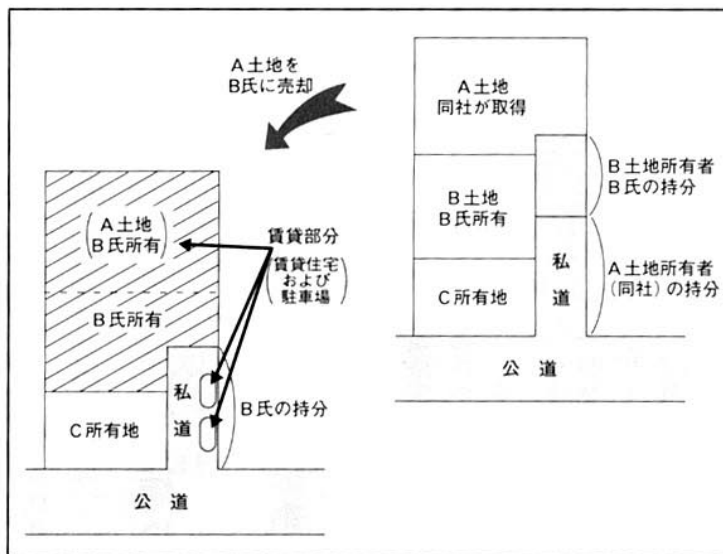 A土地を
B氏に売却
A土地
同社が取得
B土地
B氏所有
C所有地
私
道
B土地所有者
B氏の持分
A土地所有者
(同社)の持分
公道
(A土地
B氏所有)
B氏所有
賃貸部分
(賃貸住宅
および
駐車場)
C所有地
私
道
B氏の持分
公道